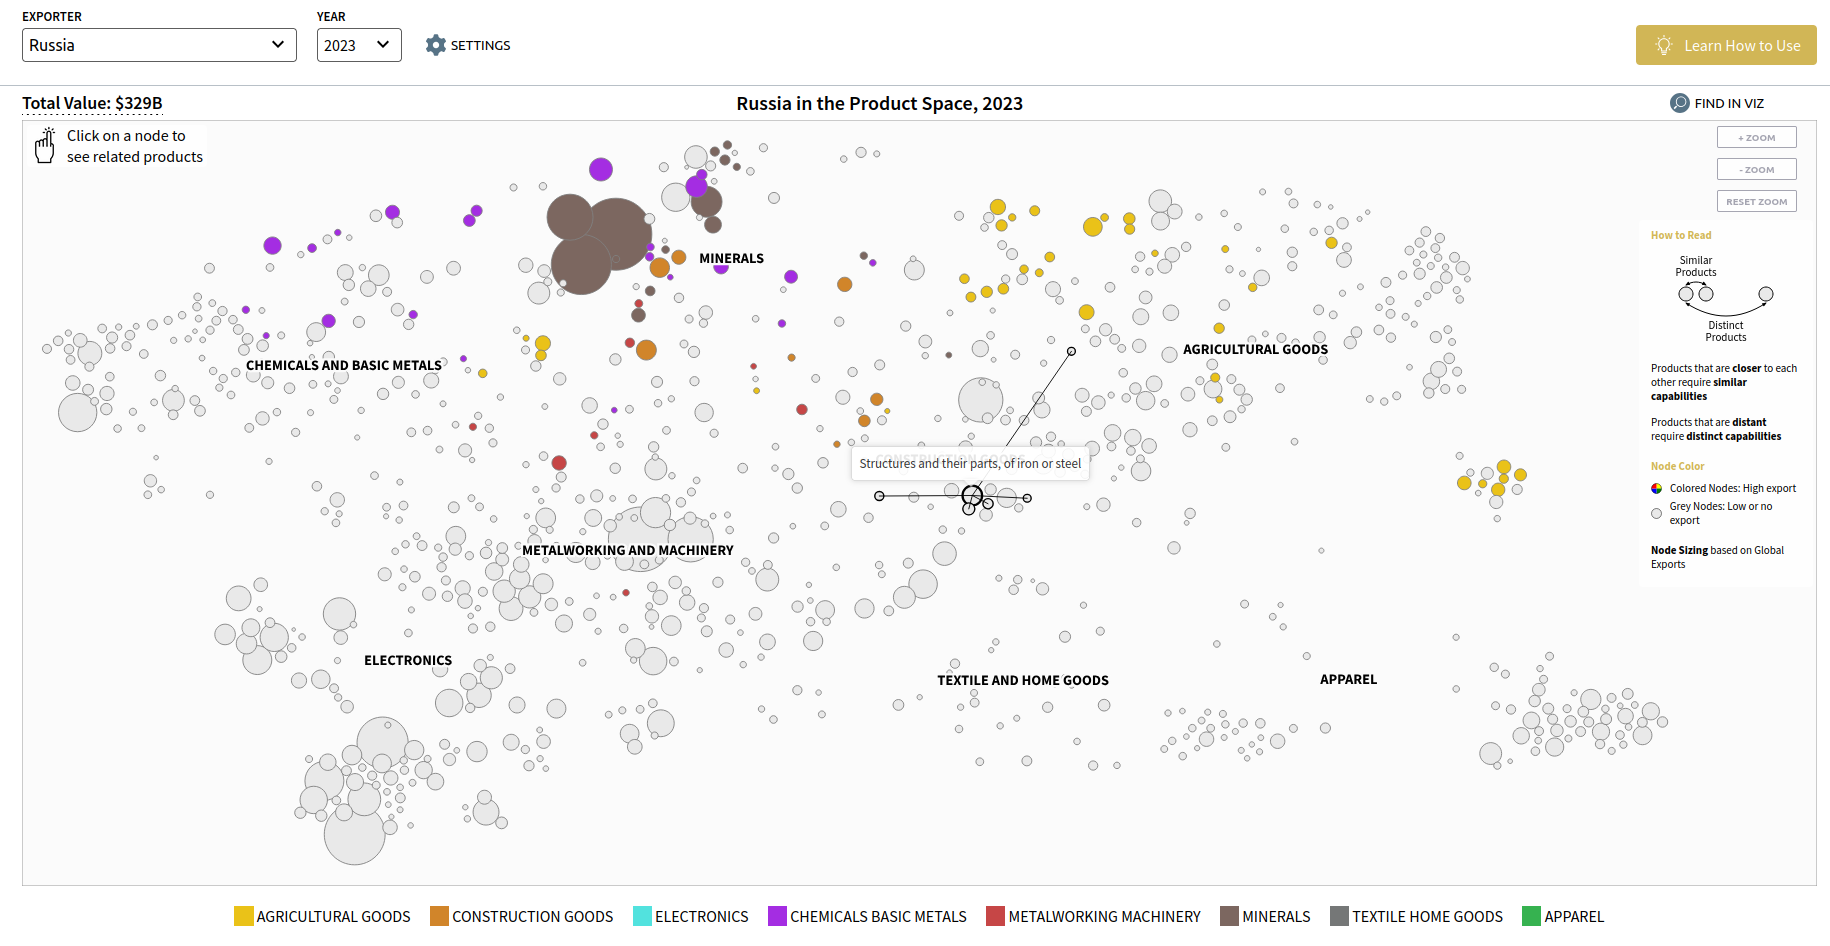 EXPORTER
YEAR
Russia
2023
SETTINGS
Learn How to Use
Total Value: $329B
Russia in the Product Space, 2023
FIND IN VIZ
Click on a node to
see related products
+ ZOOM
- ZOOM
RESET ZOOM
How to Read
Similar
Products
Distinct
Products
Products that are closer to each
other require similar
capabilities
Products that are distant
require distinct capabilities
Node Color
Colored Nodes: High export
Grey Nodes: Low or no
export
Node Sizing based on Global
Exports
MINERALS
AGRICULTURAL GOODS
CHEMICALS AND BASIC METALS
CONSTRUCTION GOODS
Structures and their parts, of iron or steel
METALWORKING AND MACHINERY
ELECTRONICS
TEXTILE AND HOME GOODS
APPAREL
AGRICULTURAL GOODS
CONSTRUCTION GOODS
ELECTRONICS
CHEMICALS BASIC METALS
METALWORKING MACHINERY
MINERALS
TEXTILE HOME GOODS
APPAREL